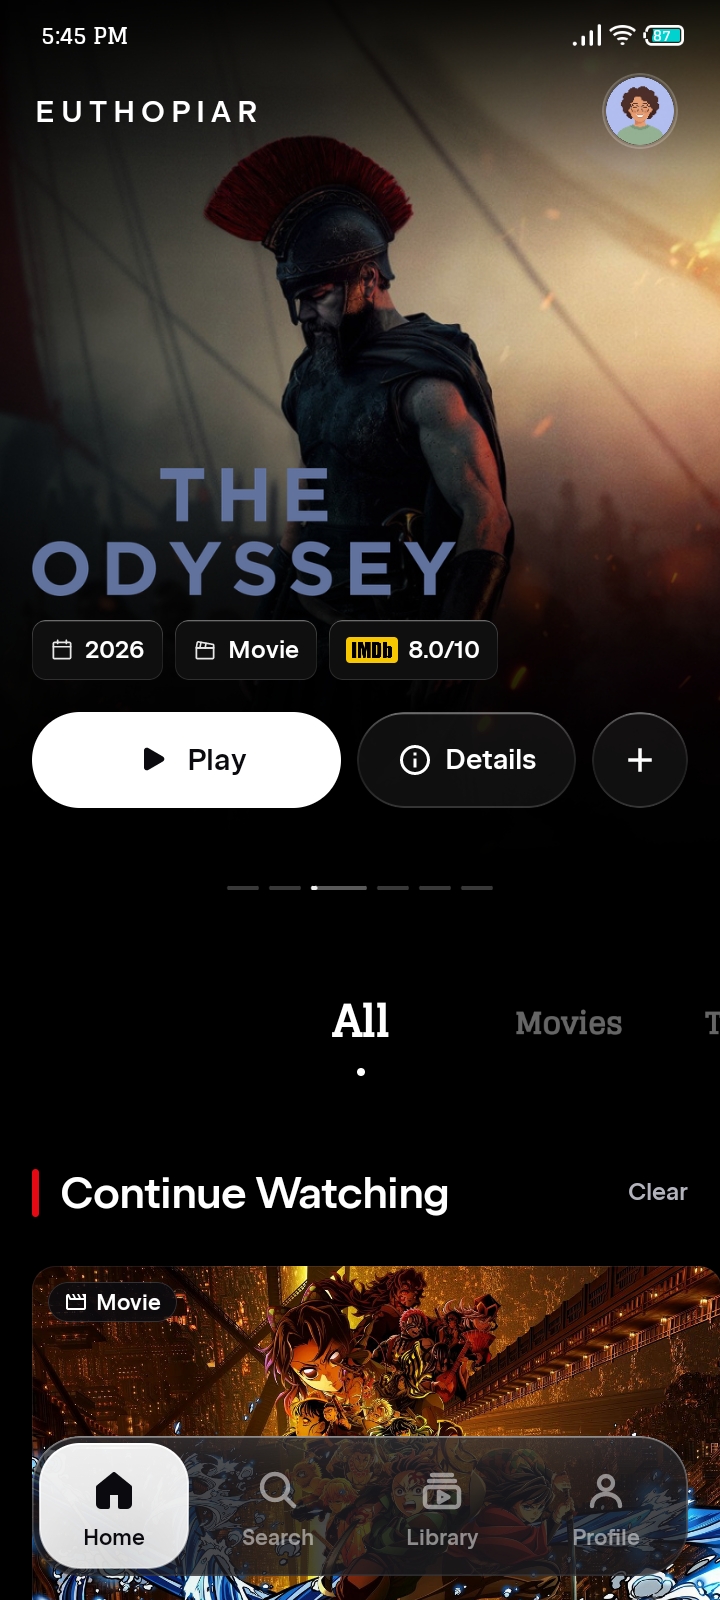 5:45 PM
87
EUTHOPIAR
THE
ODYSSEY
2026
Movie
IMDb 8.0/10
Play
Details
All
Movies
T
Continue Watching
Clear
Movie
Home
Search
Library
Profile